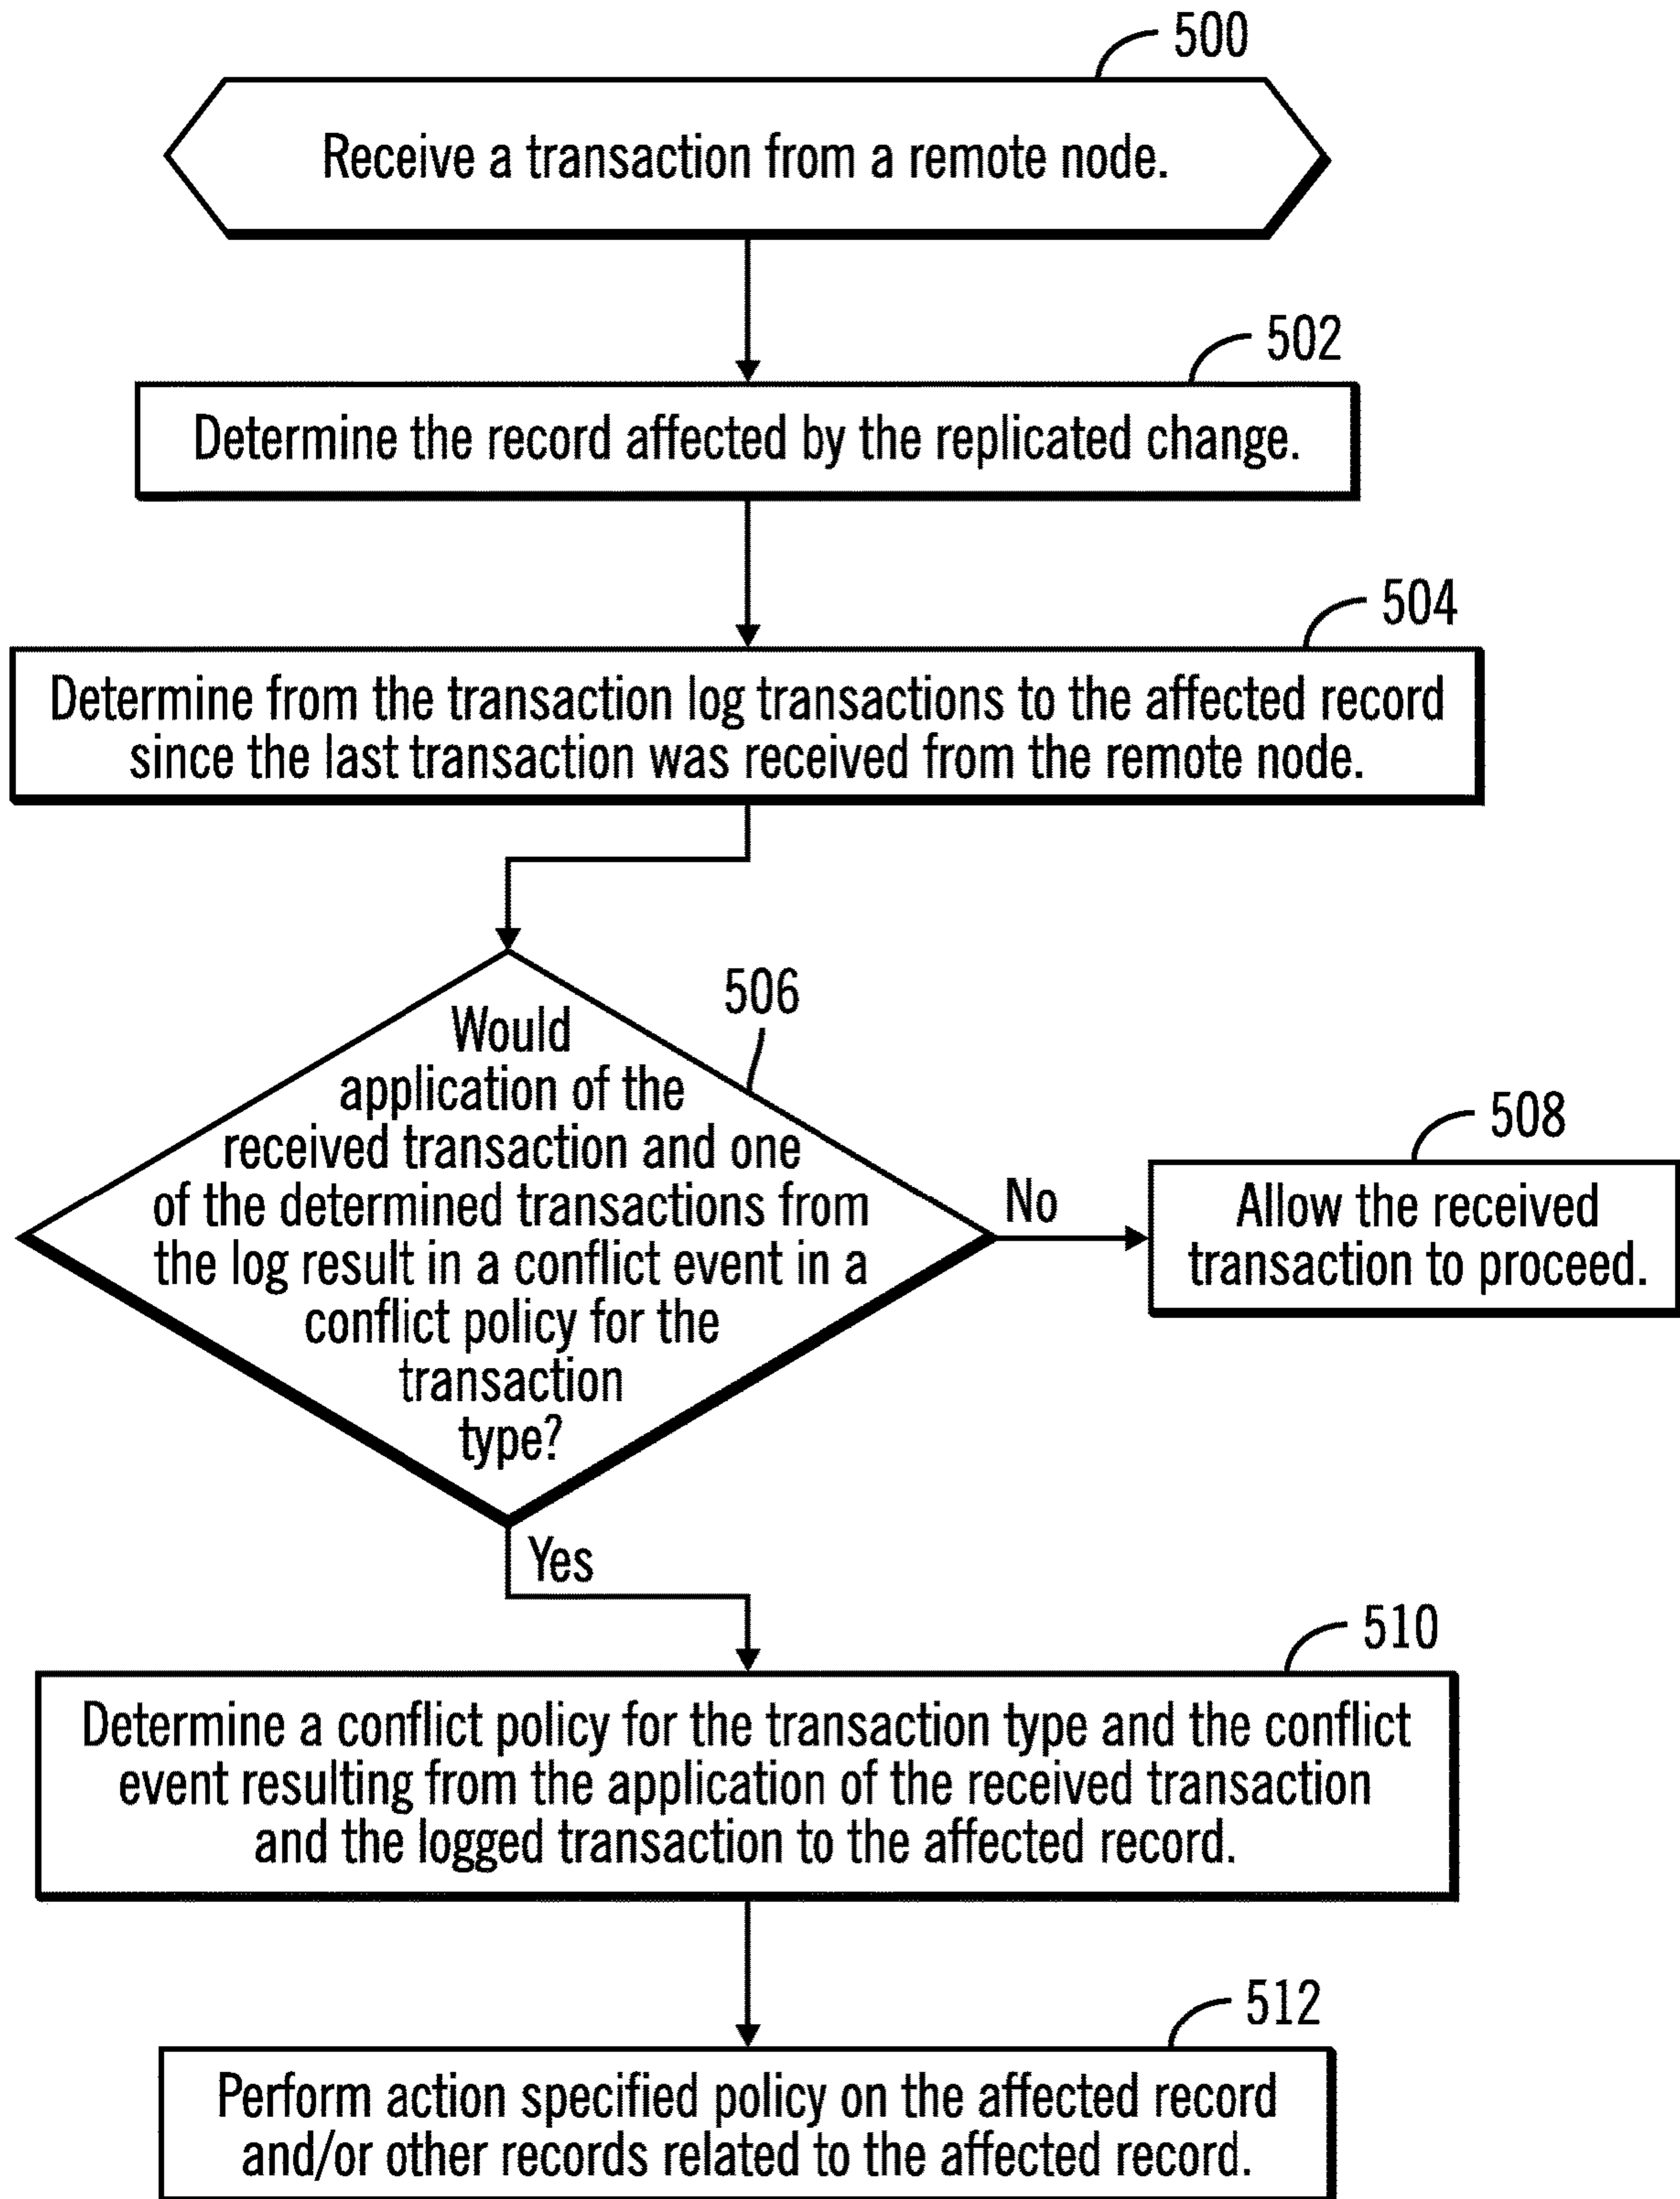 500
Receive a transaction from a remote node.
502
Determine the record affected by the replicated change.
504
Determine from the transaction log transactions to the affected record
since the last transaction was received from the remote node.
506
Would
application of the
received transaction and one
of the determined transactions from
the log result in a conflict event in a
conflict policy for the
transaction
type?
No
508
Allow the received
transaction to proceed.
Yes
510
Determine a conflict policy for the transaction type and the conflict
event resulting from the application of the received transaction
and the logged transaction to the affected record.
512
Perform action specified policy on the affected record
and/or other records related to the affected record.